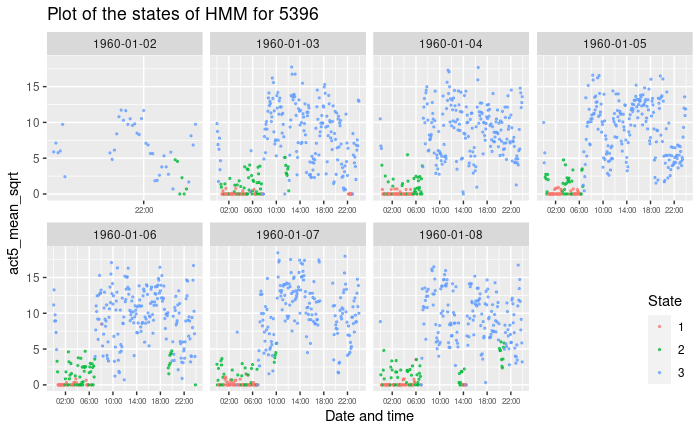 Plot of the states of HMM for 5396
1960-01-02 1960-01-03 1960-01-04 1960-01-05
15
10
5
0
22:00 02:00 06:00 10:00 14:00 18:00 22:00 02:00 06:00 10:00 14:00 18:00 22:00 02:00 06:00 10:00 14:00 18:00 22:00
act5_mean_sqrt
1960-01-06 1960-01-07 1960-01-08
15
10
5
0
02:00 06:00 10:00 14:00 18:00 22:00 02:00 06:00 10:00 14:00 18:00 22:00 02:00 06:00 10:00 14:00 18:00 22:00
Date and time
State
1
2
3